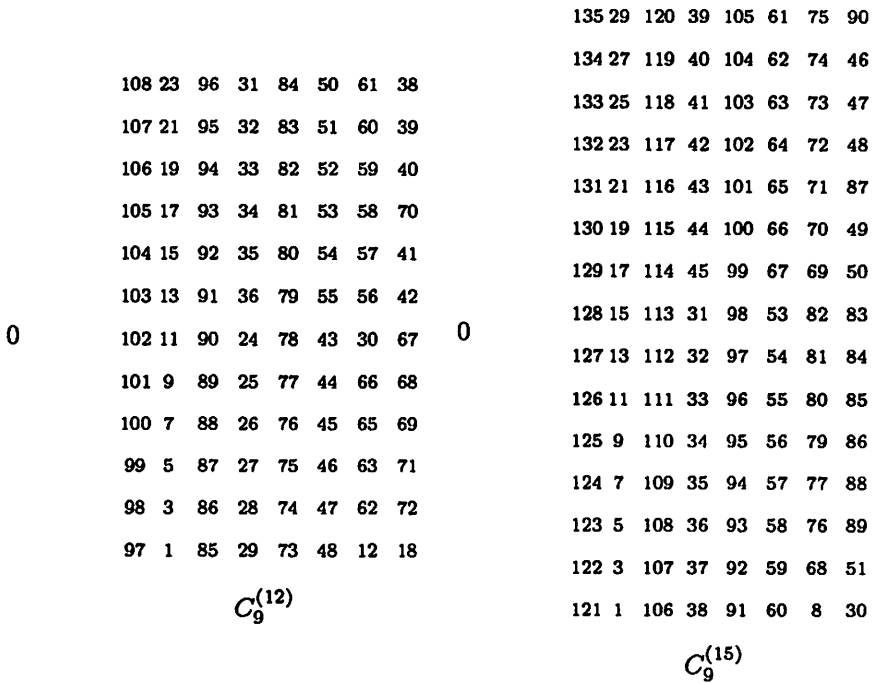 108 23 96 31 84 50 61 38
107 21 95 32 83 51 60 39
106 19 94 33 82 52 59 40
105 17 93 34 81 53 58 70
104 15 92 35 80 54 57 41
103 13 91 36 79 55 56 42
0 102 11 90 24 78 43 30 67
101 9 89 25 77 44 66 68
100 7 88 26 76 45 65 69
99 5 87 27 75 46 63 71
98 3 86 28 74 47 62 72
97 1 85 29 73 48 12 18
C_9^{(12)}
135 29 120 39 105 61 75 90
134 27 119 40 104 62 74 46
133 25 118 41 103 63 73 47
132 23 117 42 102 64 72 48
131 21 116 43 101 65 71 87
130 19 115 44 100 66 70 49
129 17 114 45 99 67 69 50
0 128 15 113 31 98 53 82 83
127 13 112 32 97 54 81 84
126 11 111 33 96 55 80 85
125 9 110 34 95 56 79 86
124 7 109 35 94 57 77 88
123 5 108 36 93 58 76 89
122 3 107 37 92 59 68 51
121 1 106 38 91 60 8 30
C_9^{(15)}